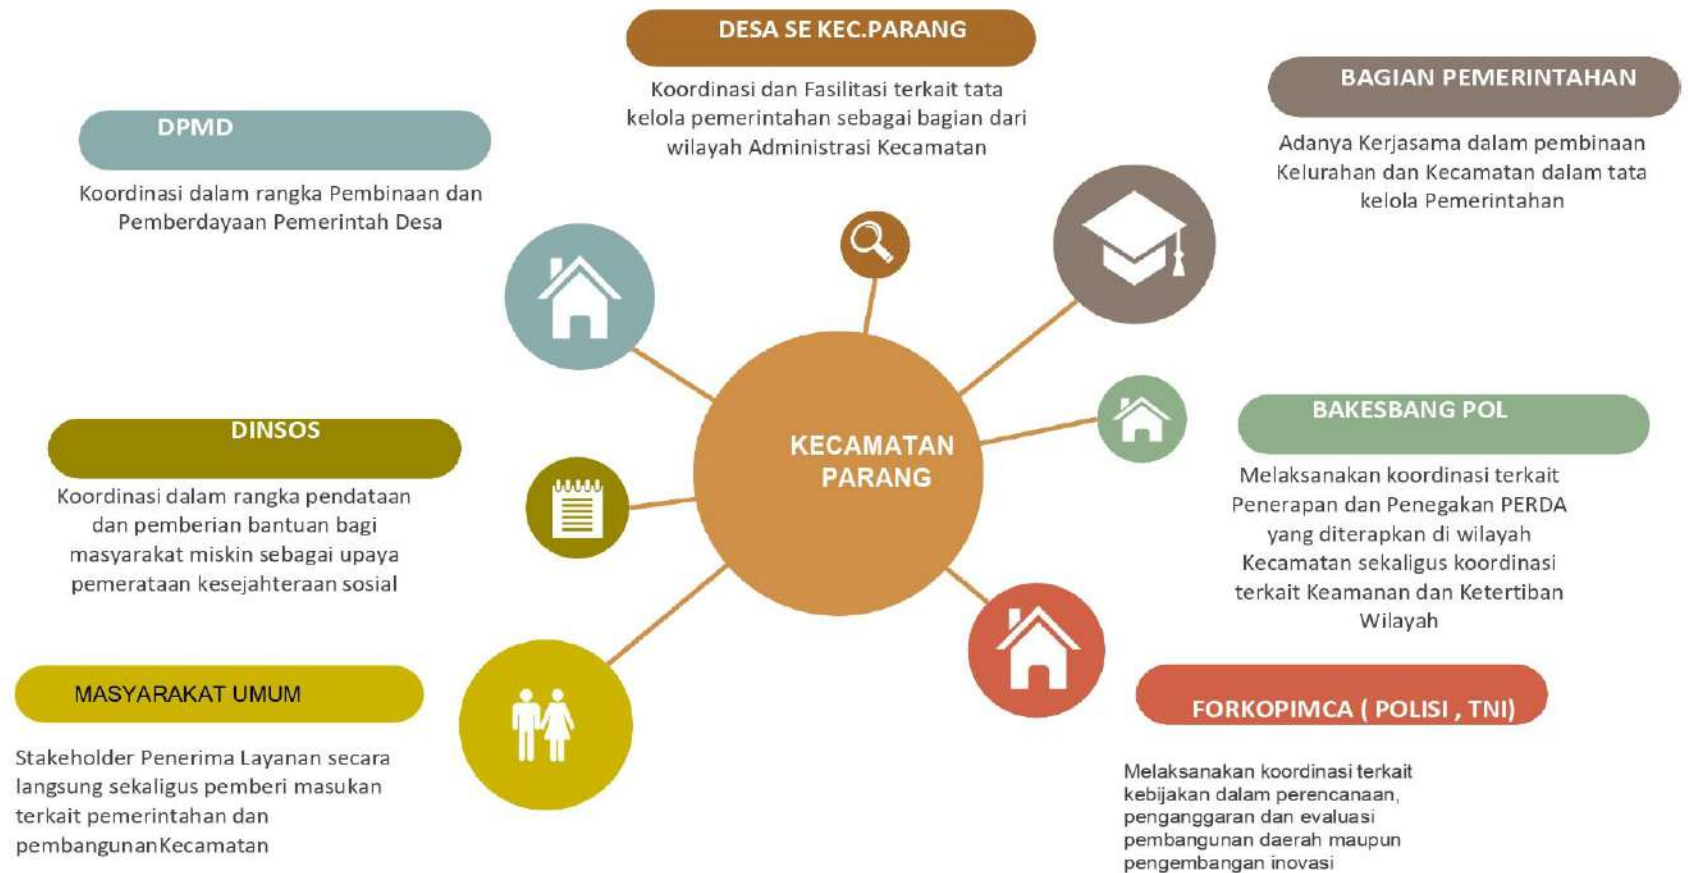 DESA SE KEC.PARANG
Koordinasi dan Fasilitasi terkait tata
kelola pemerintahan sebagai bagian dari
wilayah Administrasi Kecamatan
BAGIAN PEMERINTAHAN
Adanya Kerjasama dalam pembinaan
Kelurahan dan Kecamatan dalam tata
kelola Pemerintahan
DPMD
Koordinasi dalam rangka Pembinaan dan
Pemberdayaan Pemerintah Desa
KECAMATAN
PARANG
BAKESBANG POL
Melaksanakan koordinasi terkait
Penerapan dan Penegakan PERDA
yang diterapkan di wilayah
Kecamatan sekaligus koordinasi
terkait Keamanan dan Ketertiban
Wilayah
DINSOS
Koordinasi dalam rangka pendataan
dan pemberian bantuan bagi
masyarakat miskin sebagai upaya
pemerataan kesejahteraan sosial
MASYARAKAT UMUM
Stakeholder Penerima Layanan secara
langsung sekaligus pemberi masukan
terkait pemerintahan dan
pembangunanKecamatan
FORKOPIMCA ( POLISI , TNI)
Melaksanakan koordinasi terkait
kebijakan dalam perencanaan,
penganggaran dan evaluasi
pembangunan daerah maupun
pengembangan inovasi